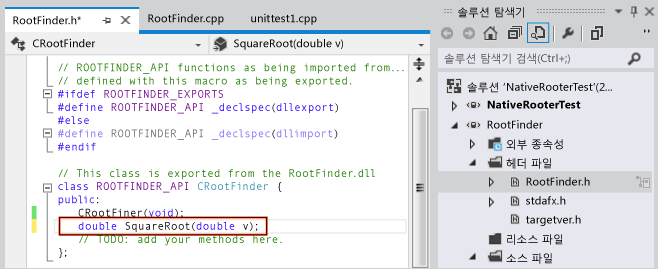 RootFinder.h*
RootFinder.cpp
unittest1.cpp
CRootFinder
SquareRoot(double v)
// ROOTFINDER_API functions as being imported from...
// defined with this macro as being exported.
#ifdef ROOTFINDER_EXPORTS
#define ROOTFINDER_API _declspec(dllexport)
#else
#define ROOTFINDER_API _declspec(dllimport)
#endif
// This class is exported from the RootFinder.dll
class ROOTFINDER_API CRootFinder {
public:
CRootFiner(void);
double SquareRoot(double v);
// TODO: add your methods here.
};
솔루션 탐색기
솔루션 탐색기 검색(Ctrl+;)
솔루션 'NativeRooterTest'(2...
NativeRooterTest
RootFinder
외부 종속성
헤더 파일
RootFinder.h
stdafx.h
targetver.h
리소스 파일
소스 파일